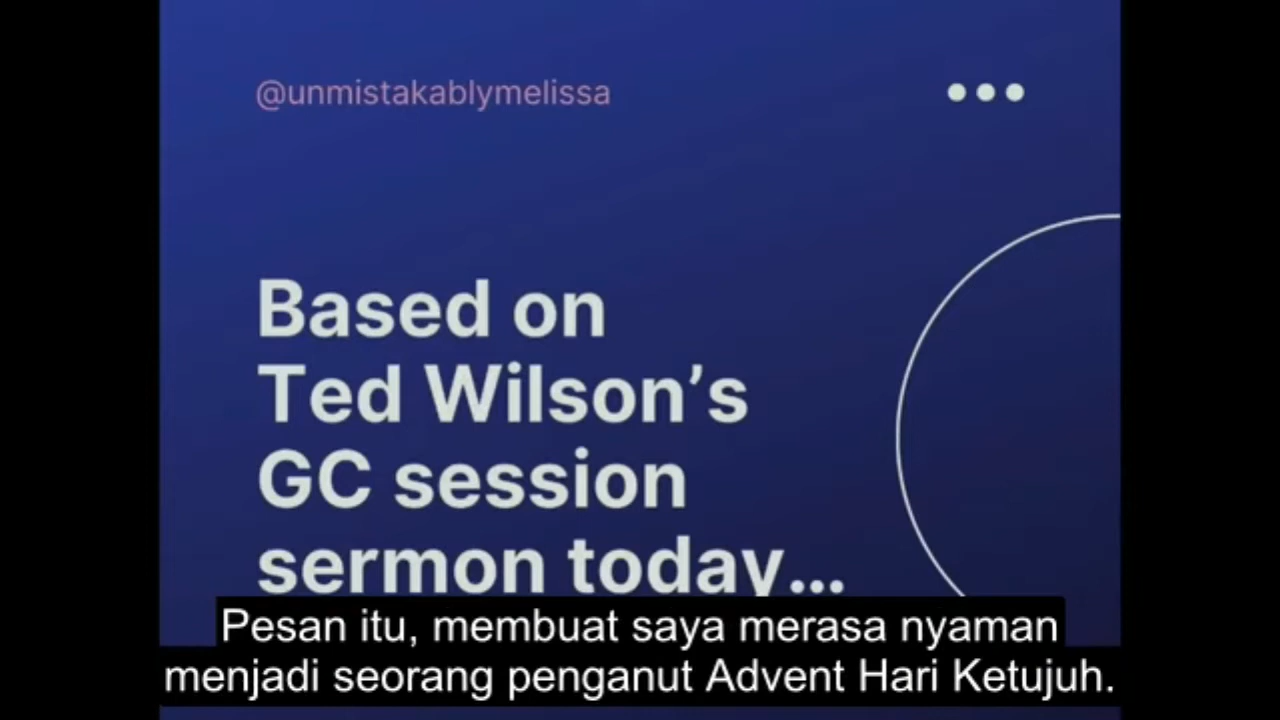 @unmistakablymelissa
Based on
Ted Wilson’s
GC session
sermon today...
Pesan itu, membuat saya merasa nyaman
menjadi seorang penganut Advent Hari Ketujuh.